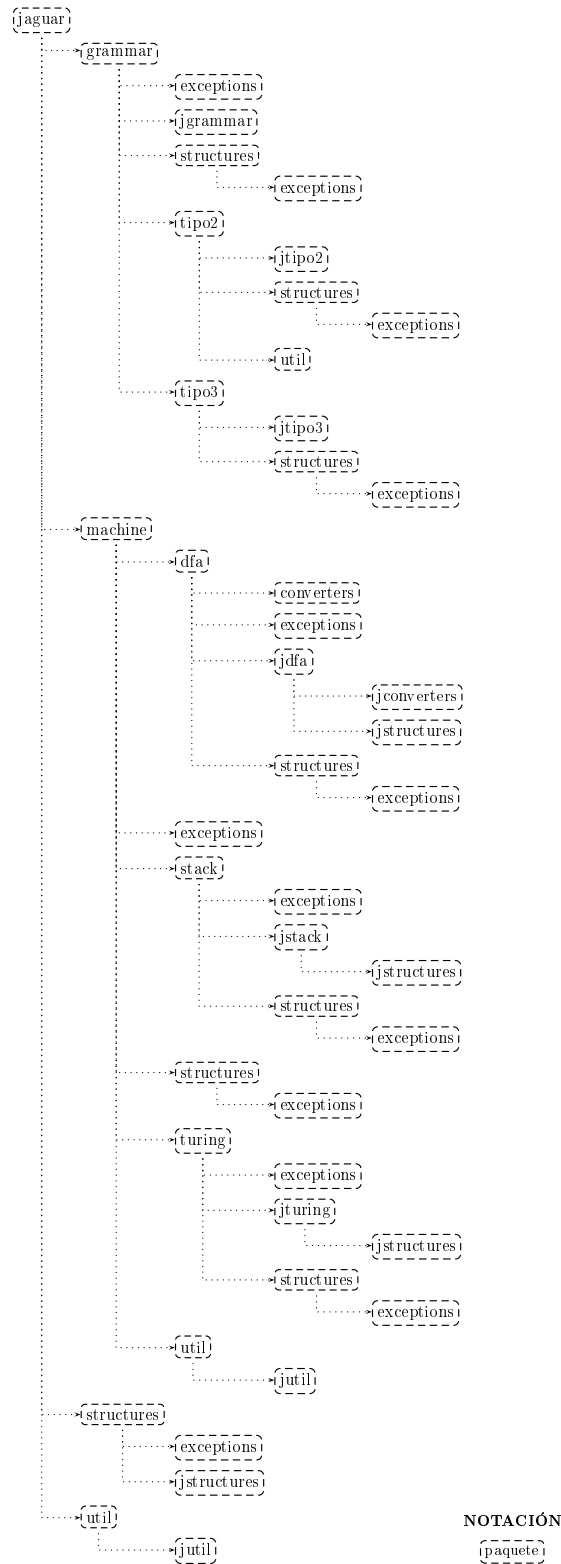 jaguar
grammar
exceptions
jgrammar
structures
exceptions
tipo2
jtipo2
structures
exceptions
util
tipo3
jtipo3
structures
exceptions
machine
dfa
converters
exceptions
jdfa
jconverters
jstructures
structures
exceptions
exceptions
stack
exceptions
jstack
jstructures
structures
exceptions
structures
exceptions
turing
exceptions
jturing
jstructures
structures
exceptions
util
jutil
structures
exceptions
jstructures
util
jutil
NOTACIÓN
paquete